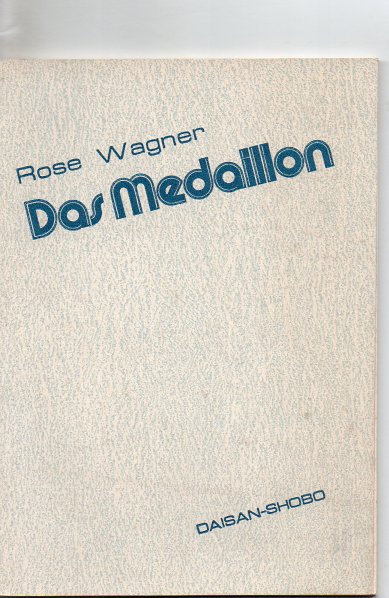 Rose Wagner
Das Medaillon
DAISAN-SHOBO